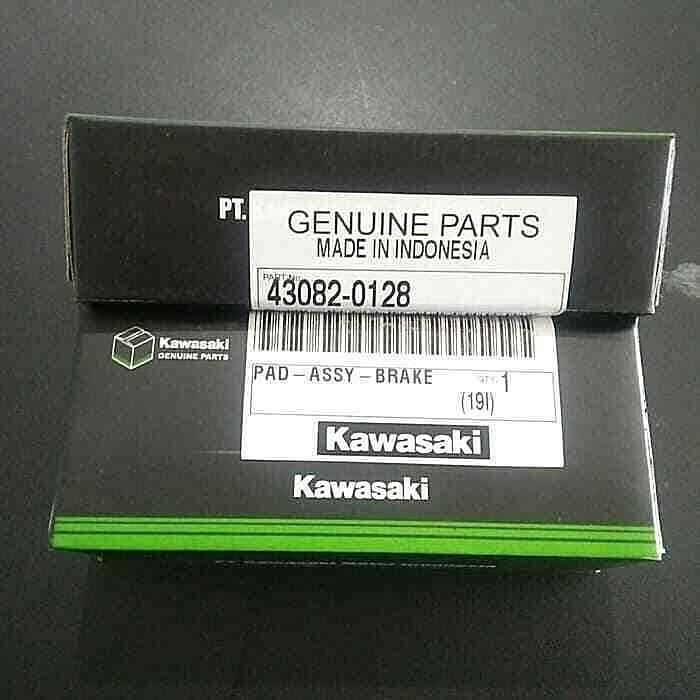 PT.
GENUINE PARTS
MADE IN INDONESIA
PART No.
43082-0128
Kawasaki
GENUINE PARTS
PAD-ASSY-BRAKE
QTY. 1
(19I)
Kawasaki
Kawasaki